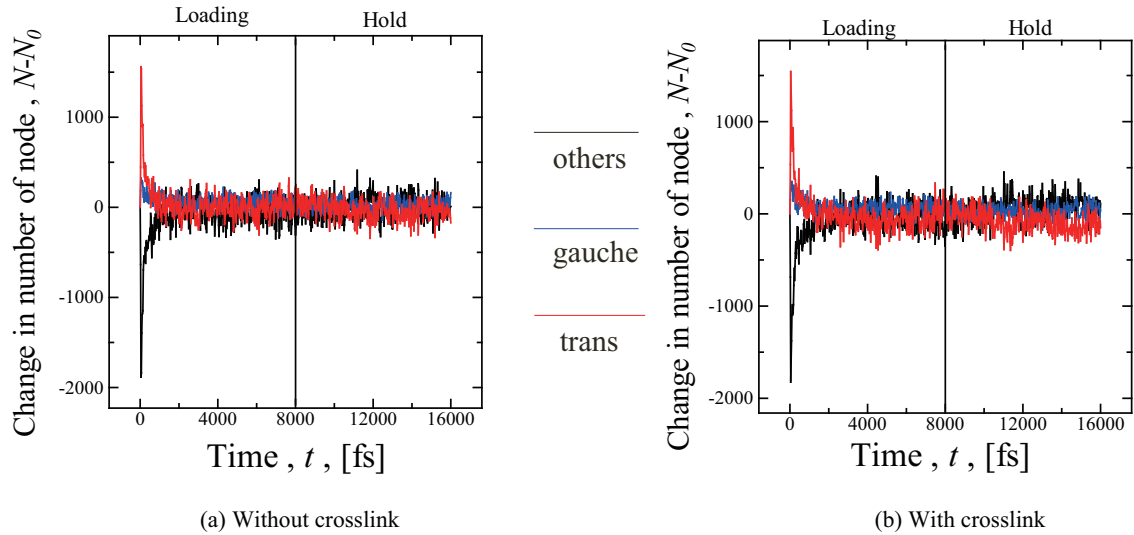 Loading Hold
Change in number of node , N-N0
1000
0
-1000
-2000
0 4000 8000 12000 16000
Time , t , [fs]
(a) Without crosslink
others
gauche
trans
Loading Hold
Change in number of node , N-N0
1000
0
-1000
-2000
0 4000 8000 12000 16000
Time , t , [fs]
(b) With crosslink